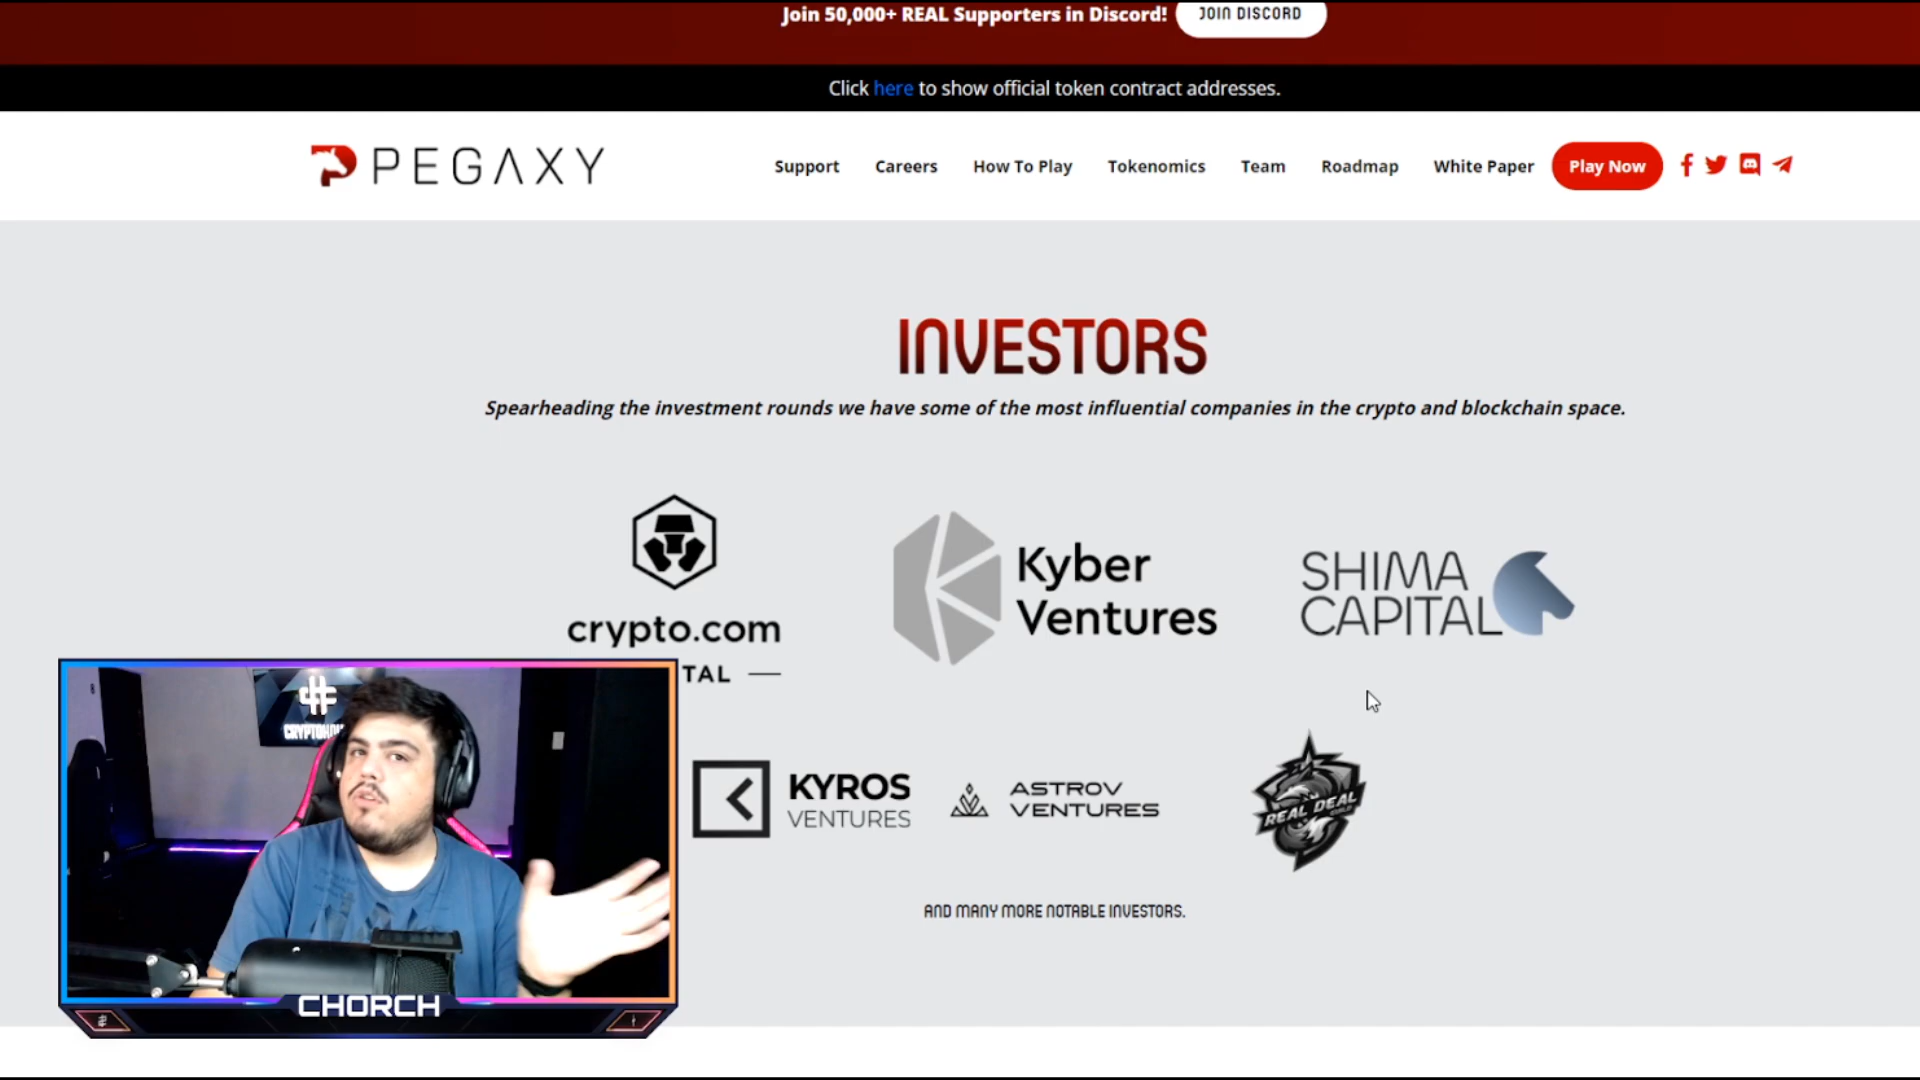 Join 50,000+ REAL Supporters in Discord!
JOIN DISCORD
Click here to show official token contract addresses.
PEGAXY
Support
Careers
How To Play
Tokenomics
Team
Roadmap
White Paper
Play Now
INVESTORS
Spearheading the investment rounds we have some of the most influential companies in the crypto and blockchain space.
crypto.com
TAL
Kyber
Ventures
SHIMA
CAPITAL
KYROS
VENTURES
ASTROV
VENTURES
REAL DEAL
AND MANY MORE NOTABLE INVESTORS.
CHORCH